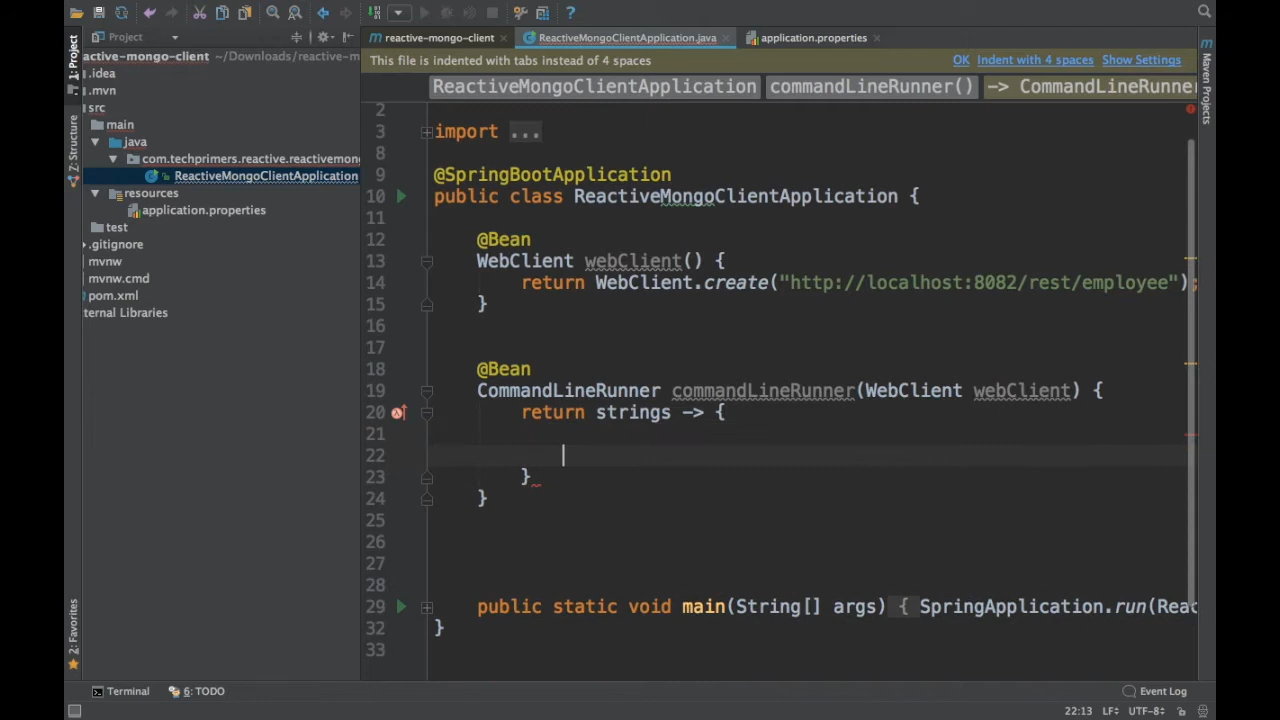 Project
reactive-mongo-client
ReactiveMongoClientApplication.java
application.properties
This file is indented with tabs instead of 4 spaces
OK Indent with 4 spaces Show Settings
ReactiveMongoClientApplication commandLineRunner() -> CommandLineRunner
1: Project
Z: Structure
2: Favorites
Maven Projects
active-mongo-client ~/Downloads/reactive-m
.idea
.mvn
src
main
java
com.techprimers.reactive.reactivemon
ReactiveMongoClientApplication
resources
application.properties
test
.gitignore
mvnw
mvnw.cmd
pom.xml
ternal Libraries
2
3 import ...
8
9 @SpringBootApplication
10 public class ReactiveMongoClientApplication {
11
12 @Bean
13 WebClient webClient() {
14 return WebClient.create("http://localhost:8082/rest/employee");
15 }
16
17
18 @Bean
19 CommandLineRunner commandLineRunner(WebClient webClient) {
20 return strings -> {
21
22
23 }
24 }
25
26
27
28
29 public static void main(String[] args) { SpringApplication.run(Reac
32 }
33
Terminal
6: TODO
Event Log
22:13 LF UTF-8